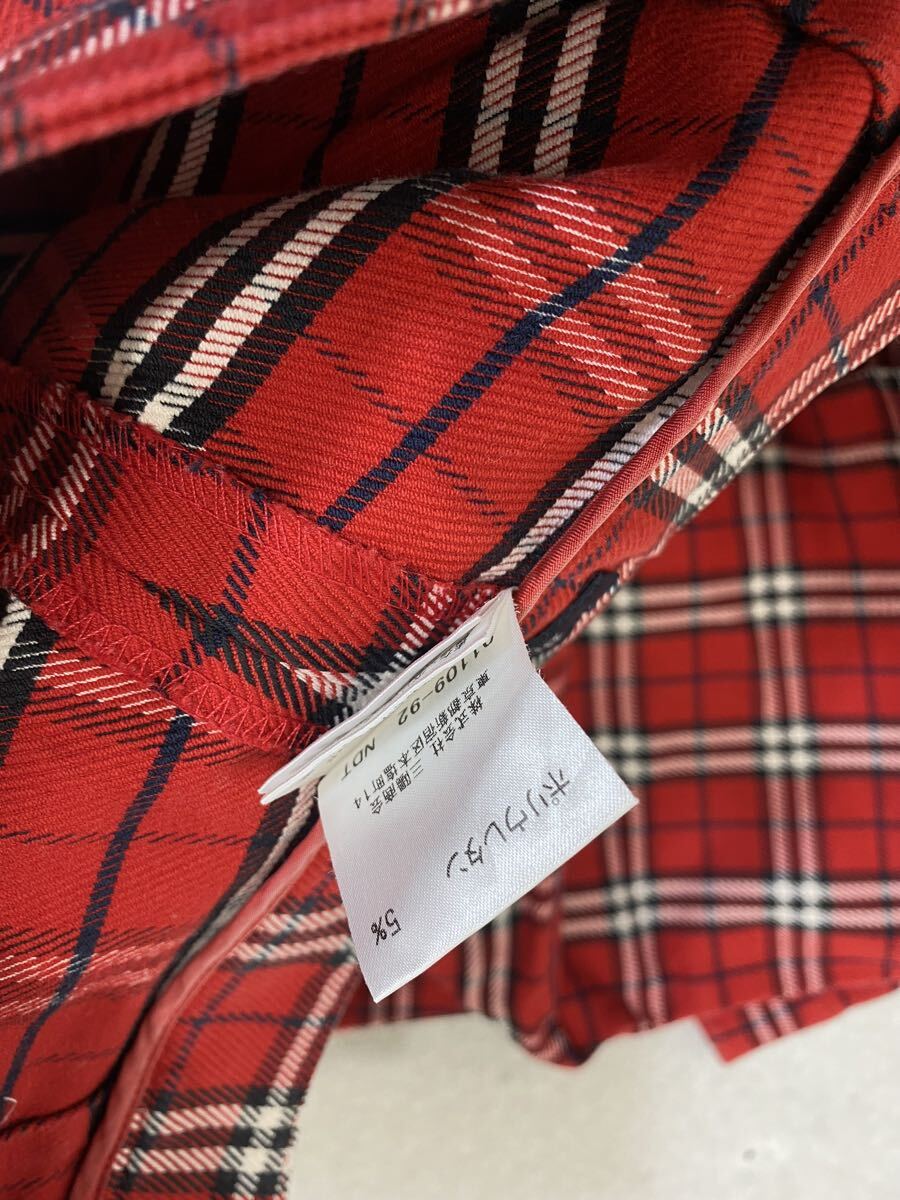 ポリウレタン
5%
株式会社 三陽商会
東京都新宿区本塩町14
01109-92 NDT